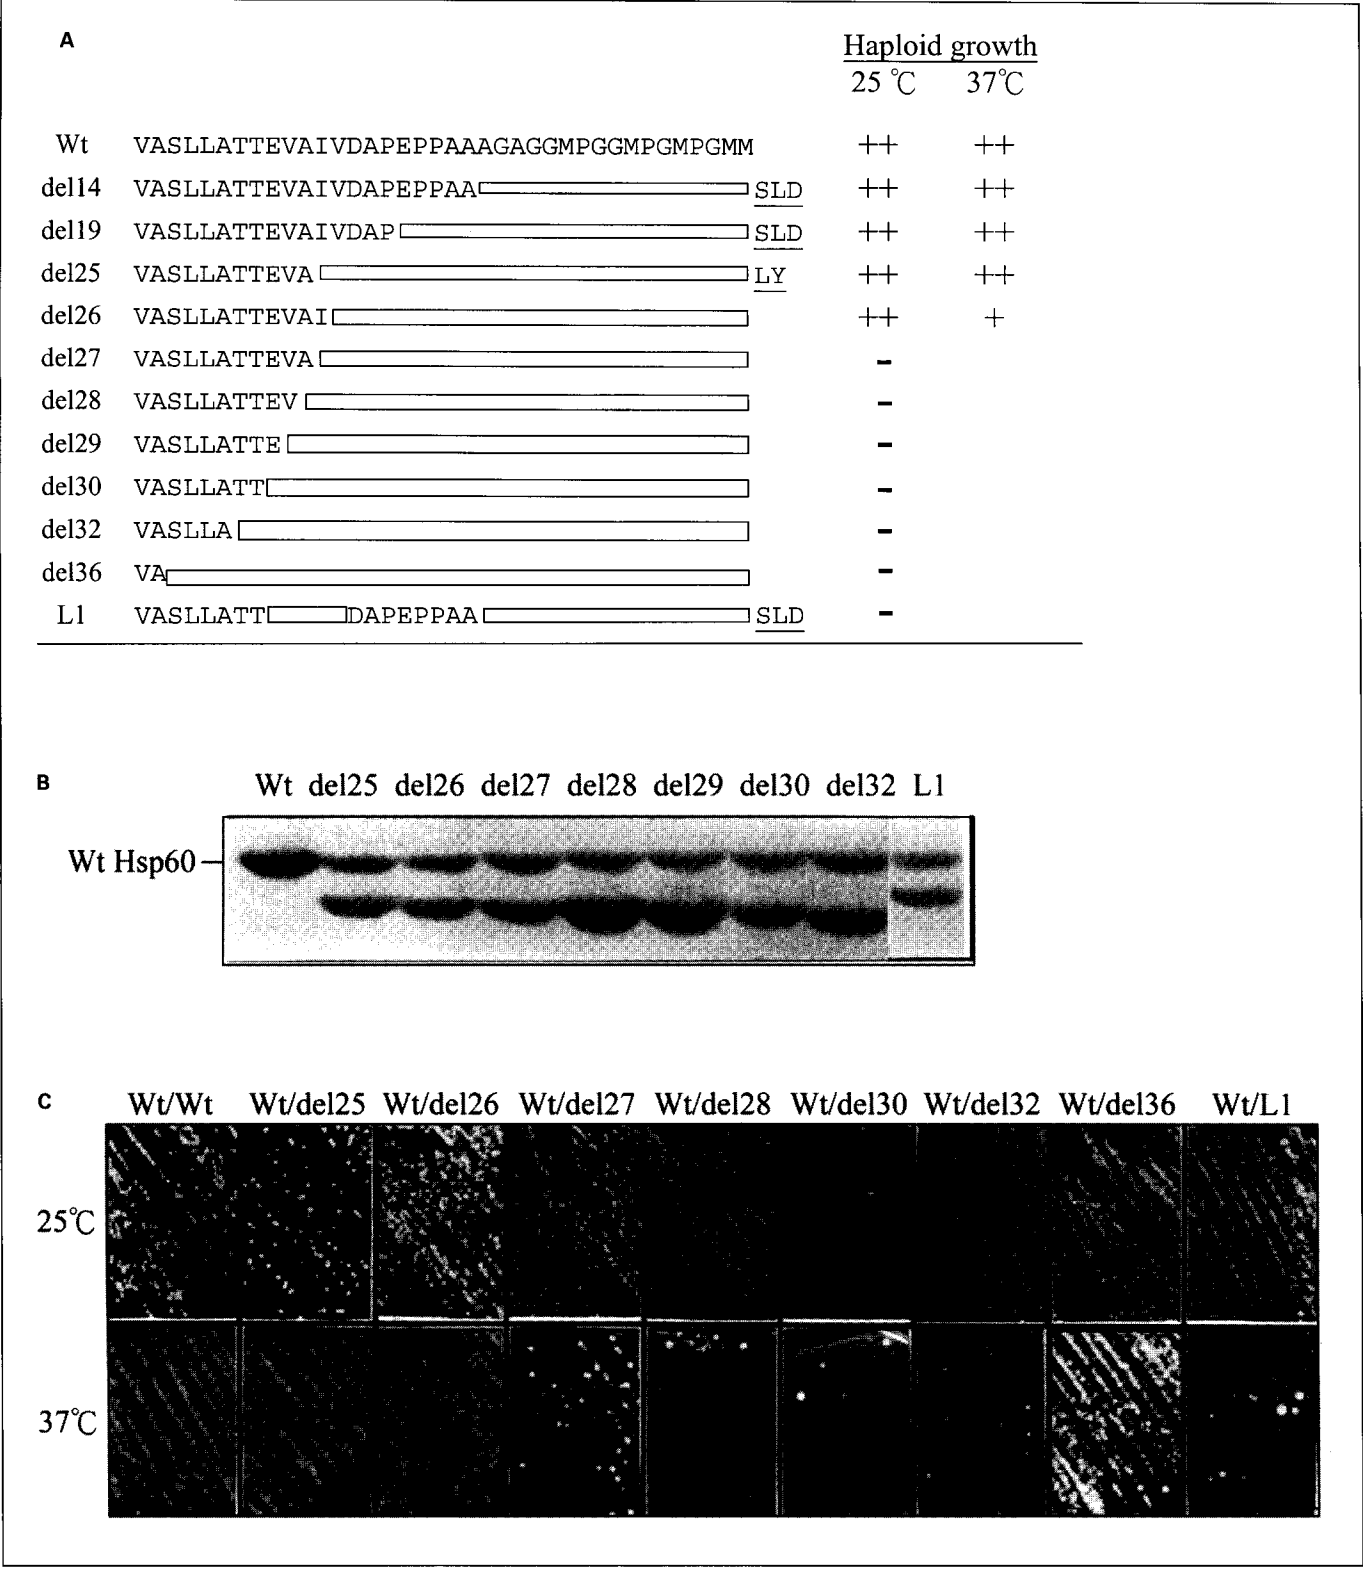 A
Haploid growth
25 ℃ 37℃
Wt VASLLATTEVAIVDAPEPPAAAGAGGMPGGMPGMPGMM ++ ++
del14 VASLLATTEVAIVDAPEPPAA SLD ++ ++
del19 VASLLATTEVAIVDAP SLD ++ ++
del25 VASLLATTEVA LY ++ ++
del26 VASLLATTEVAI ++ +
del27 VASLLATTEVA -
del28 VASLLATTEV -
del29 VASLLATTE -
del30 VASLLATT -
del32 VASLLA -
del36 VA -
L1 VASLLATT DAPEPPAA SLD -
B
Wt del25 del26 del27 del28 del29 del30 del32 L1
Wt Hsp60
C
Wt/Wt Wt/del25 Wt/del26 Wt/del27 Wt/del28 Wt/del30 Wt/del32 Wt/del36 Wt/L1
25℃
37℃